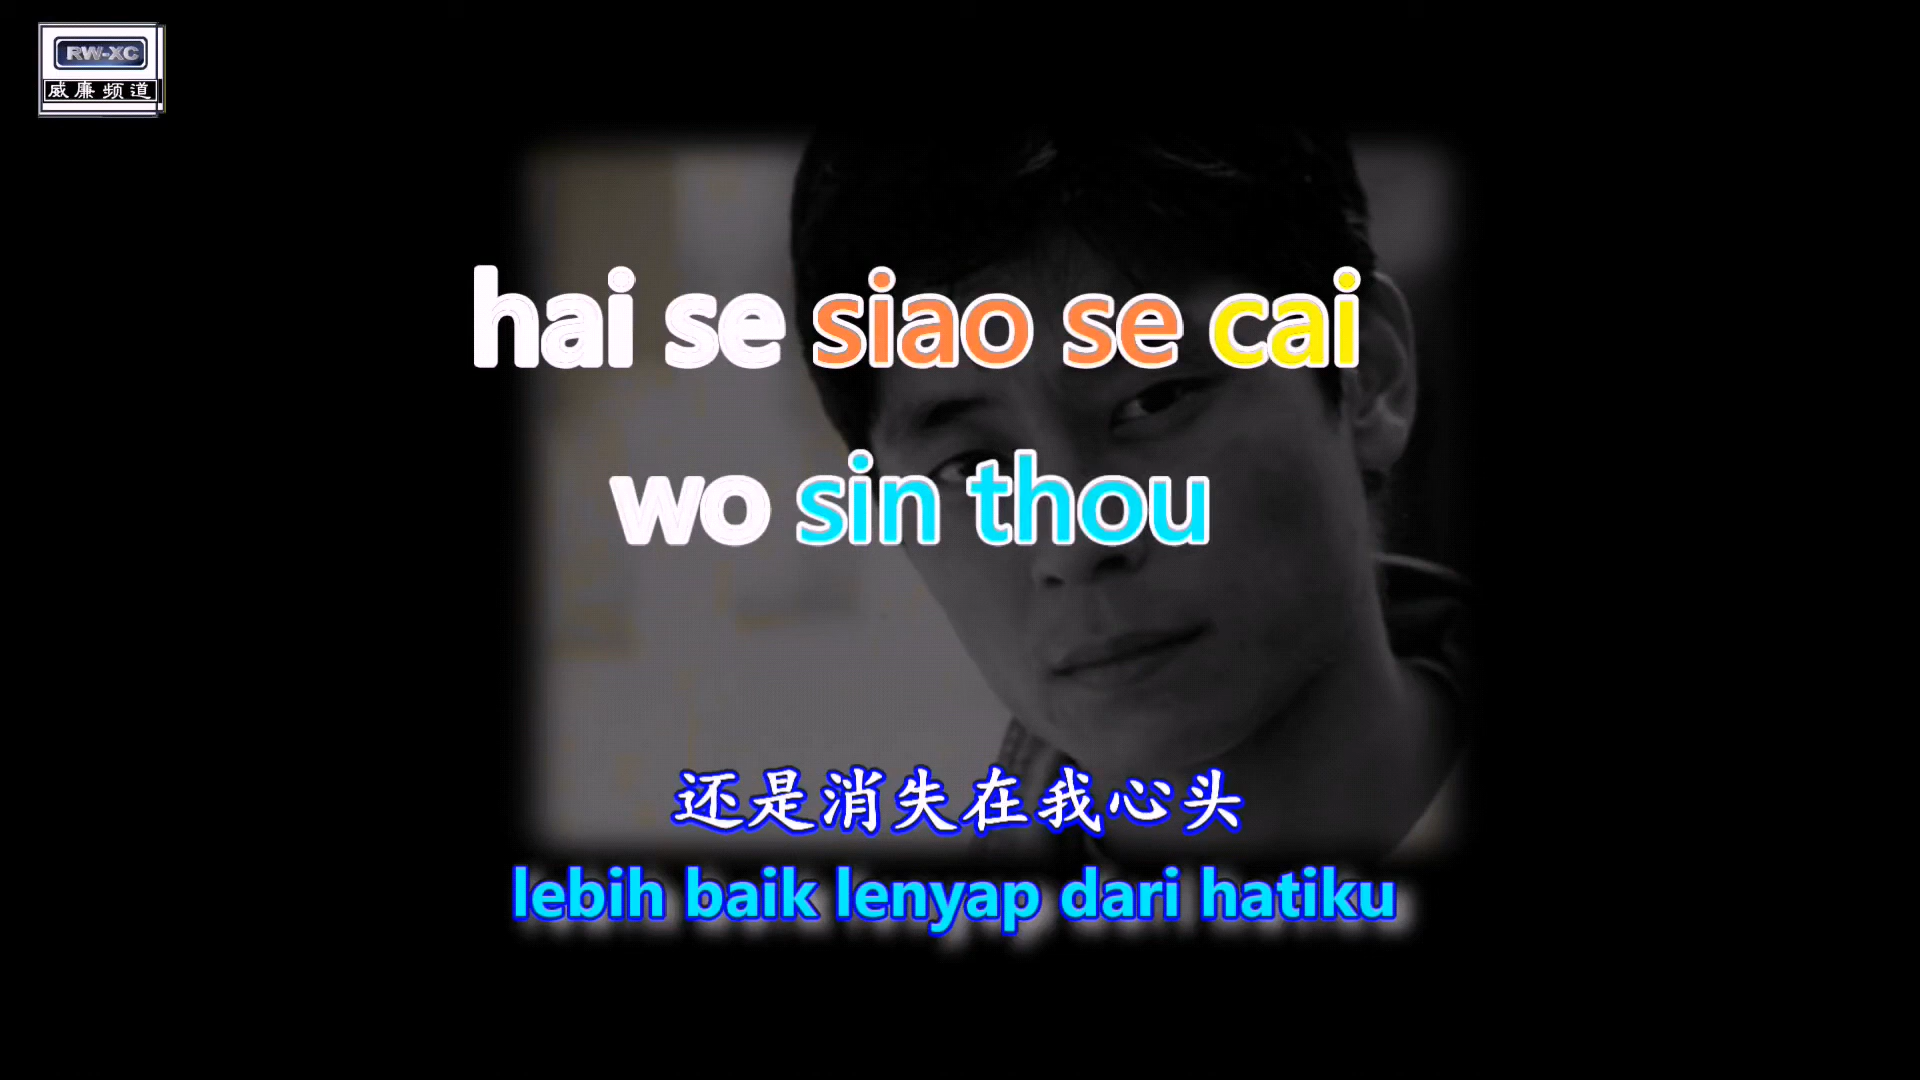 RW-XC
威廉频道
hai se siao se cai
wo sin thou
还是消失在我心头
lebih baik lenyap dari hatiku